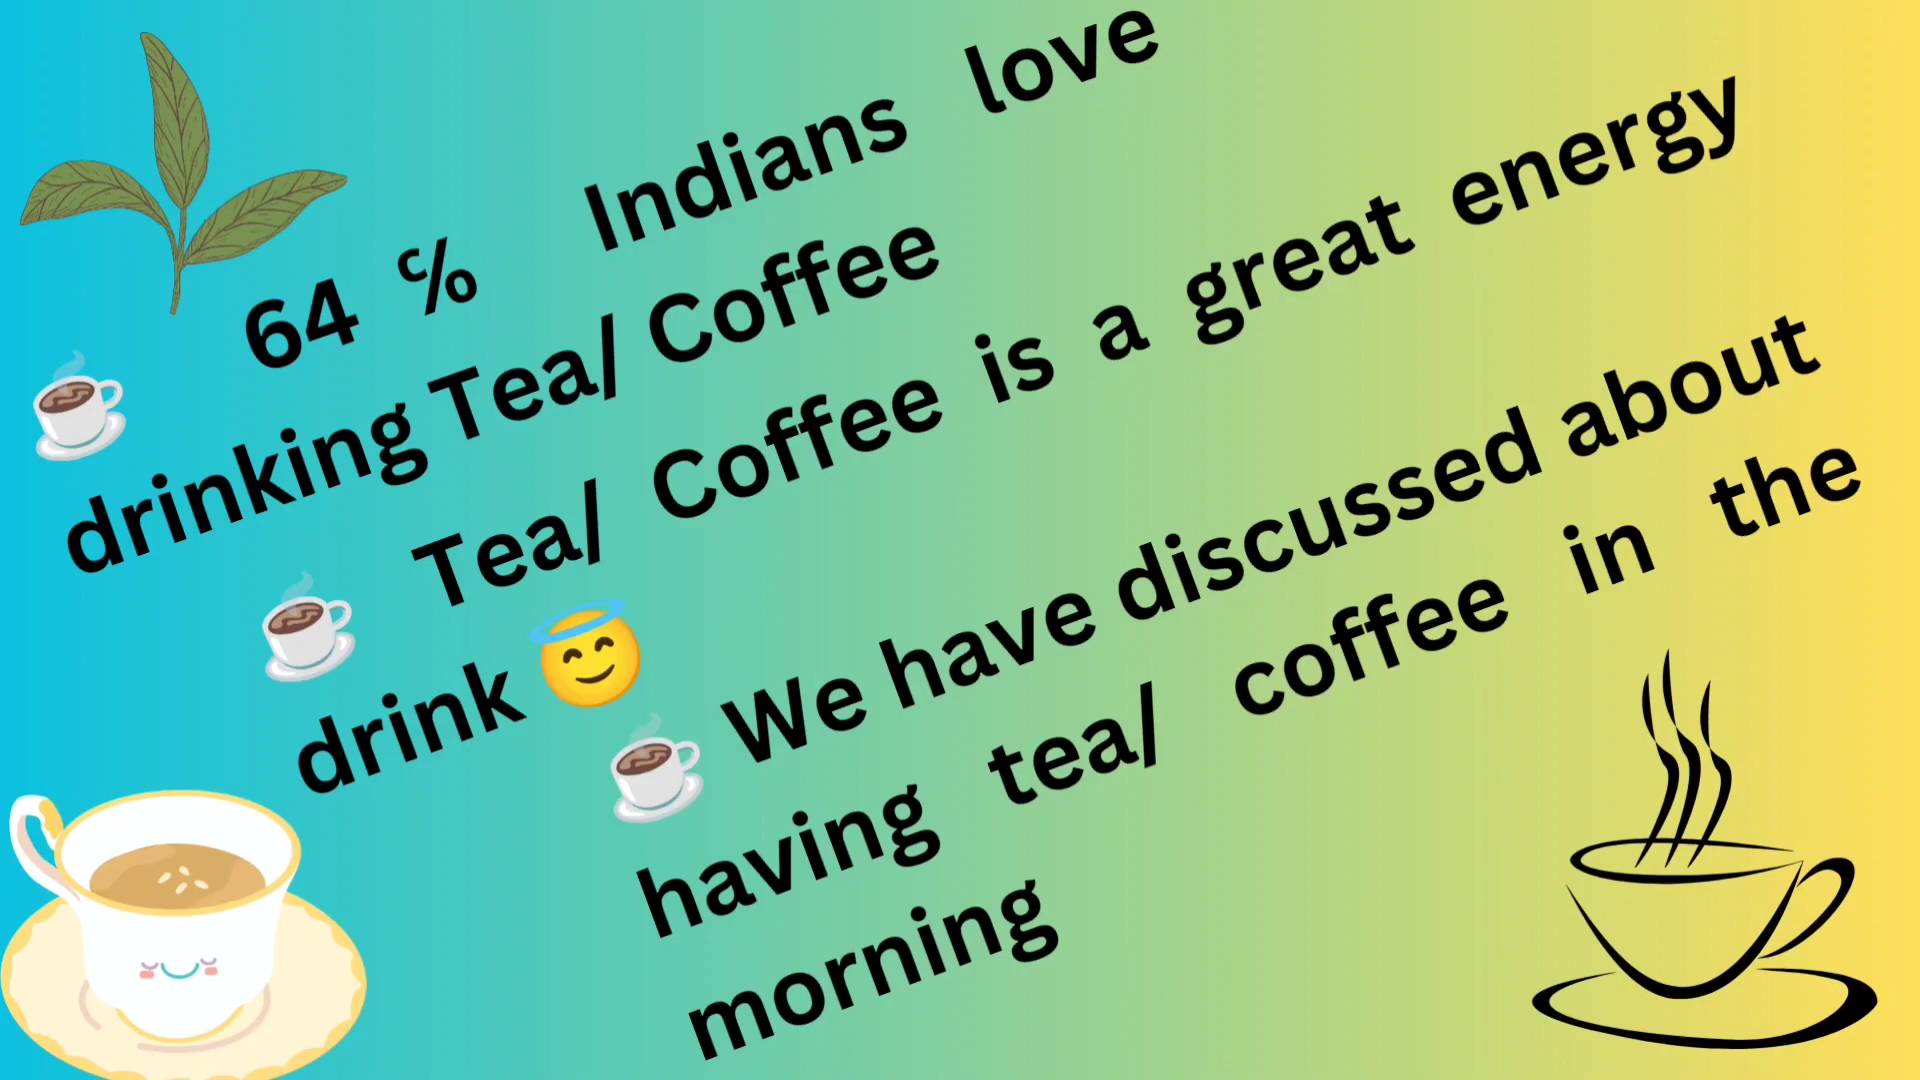 ☕ 64 ℅ Indians love
drinking Tea/ Coffee
☕ Tea/ Coffee is a great energy
drink 😇
☕ We have discussed about
having tea/ coffee in the
morning